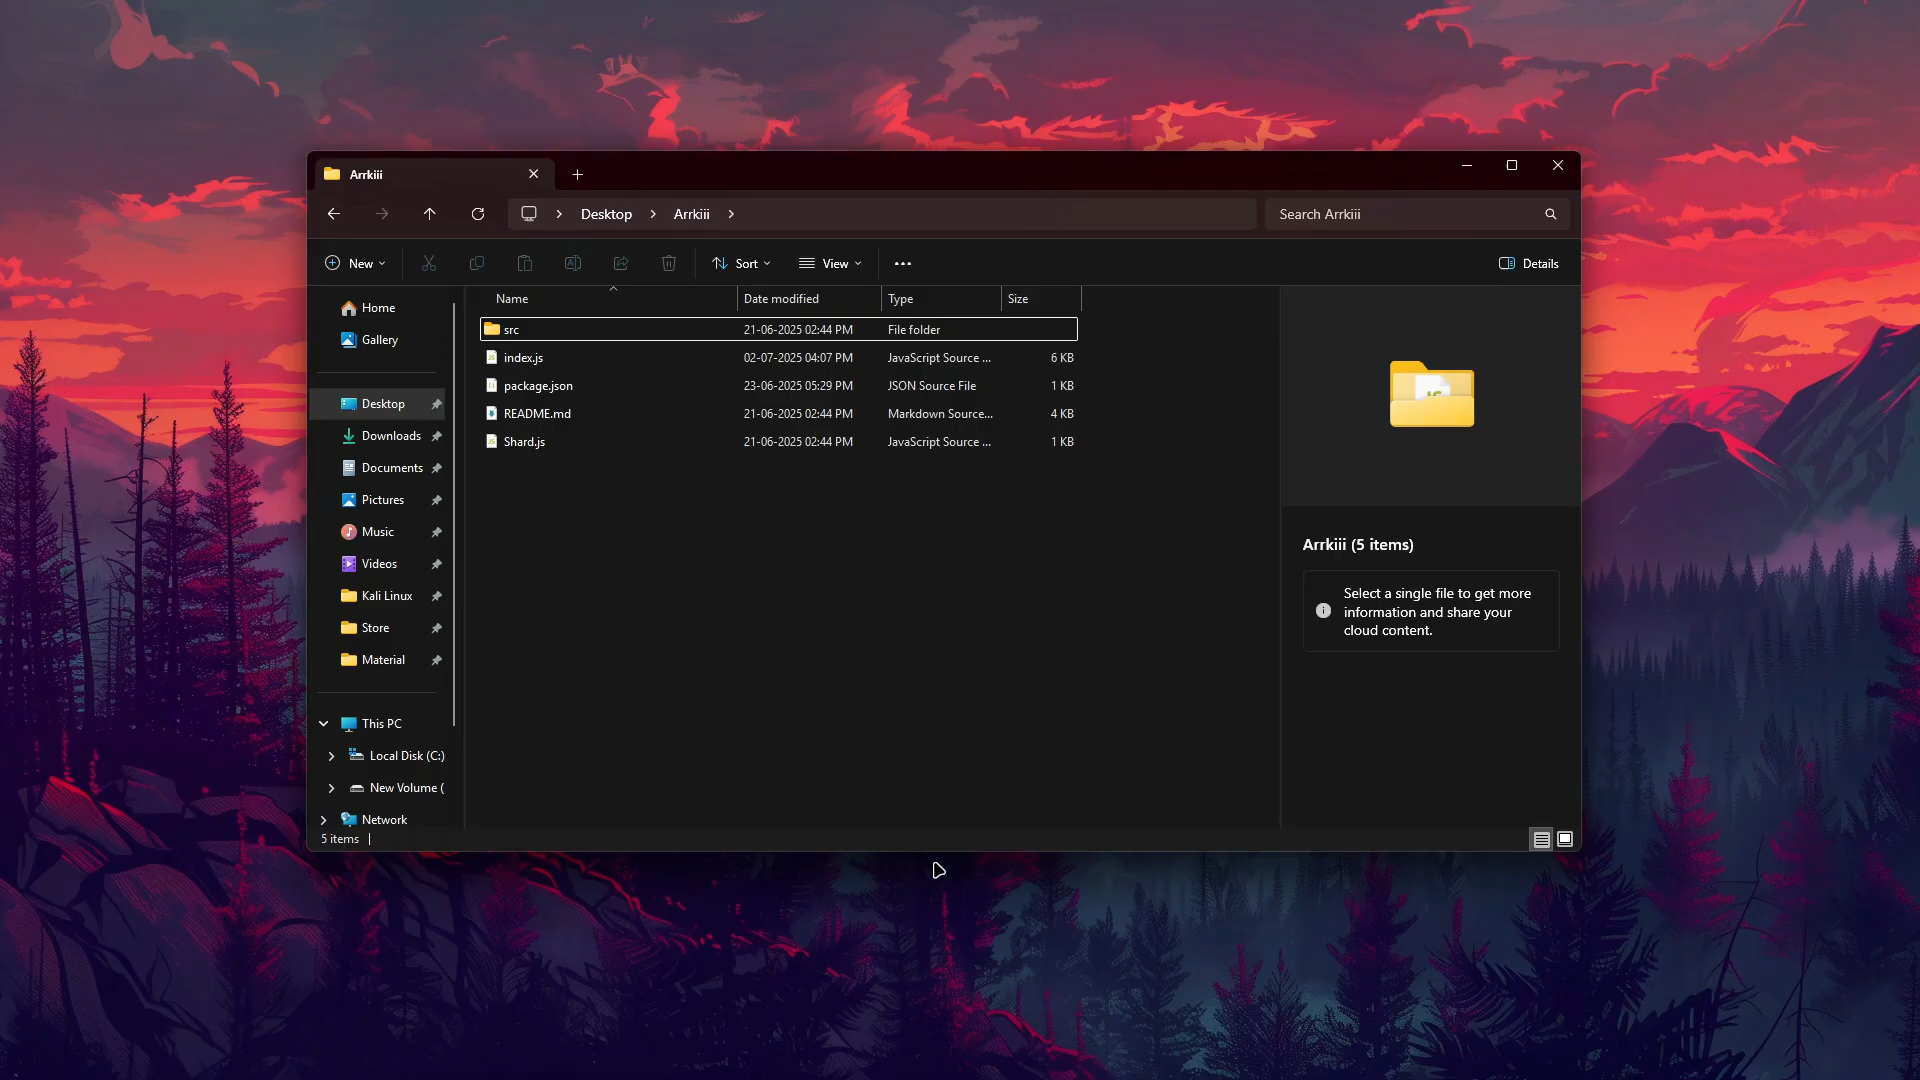 Arrkiii
Desktop Arrkiii
Search Arrkiii
New Sort View Details
Name Date modified Type Size
src 21-06-2025 02:44 PM File folder
index.js 02-07-2025 04:07 PM JavaScript Source ... 6 KB
package.json 23-06-2025 05:29 PM JSON Source File 1 KB
README.md 21-06-2025 02:44 PM Markdown Source... 4 KB
Shard.js 21-06-2025 02:44 PM JavaScript Source ... 1 KB
Home
Gallery
Desktop
Downloads
Documents
Pictures
Music
Videos
Kali Linux
Store
Material
This PC
Local Disk (C:)
New Volume (
Network
5 items
Arrkiii (5 items)
Select a single file to get more
information and share your
cloud content.